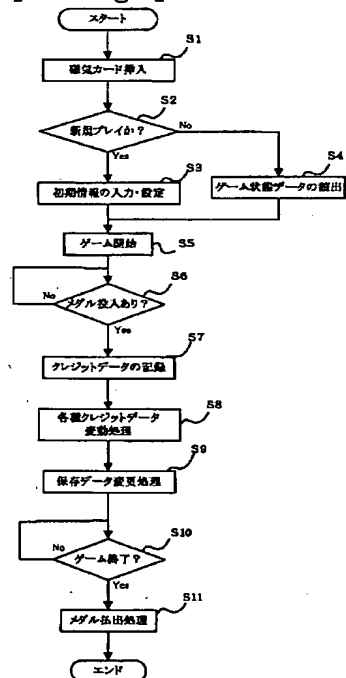 スタート
S1
磁気カード挿入
S2
新規プレイか？
No
Yes
S3
初期情報の入力・設定
S4
ゲーム状態データの読出
ゲーム開始
S5
S6
メダル投入あり？
No
Yes
S7
クレジットデータの記録
S8
各種クレジットデータ
変動処理
S9
保存データ変更処理
S10
ゲーム終了？
No
Yes
S11
メダル払出処理
エンド